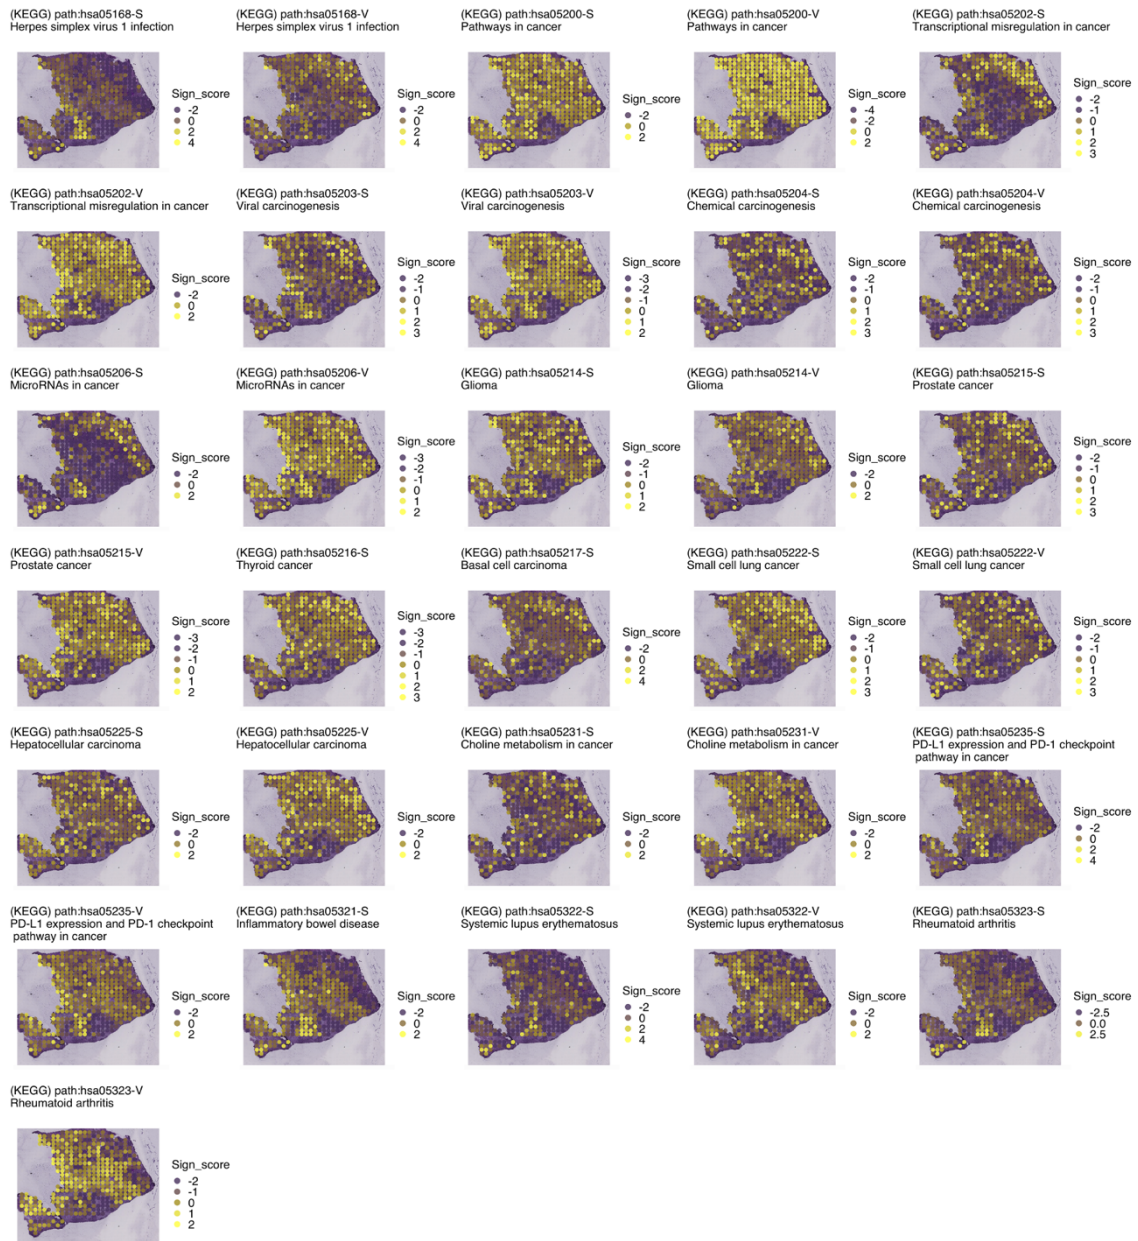 (KEGG) path:hsa05168-S
Herpes simplex virus 1 infection
Sign_score
-2
0
2
4
(KEGG) path:hsa05168-V
Herpes simplex virus 1 infection
Sign_score
-2
0
2
4
(KEGG) path:hsa05200-S
Pathways in cancer
Sign_score
-2
0
2
(KEGG) path:hsa05200-V
Pathways in cancer
Sign_score
-4
-2
0
2
(KEGG) path:hsa05202-S
Transcriptional misregulation in cancer
Sign_score
-2
-1
0
1
2
3
(KEGG) path:hsa05202-V
Transcriptional misregulation in cancer
Sign_score
-2
0
2
(KEGG) path:hsa05203-S
Viral carcinogenesis
Sign_score
-2
-1
0
1
2
3
(KEGG) path:hsa05203-V
Viral carcinogenesis
Sign_score
-3
-2
-1
0
1
2
(KEGG) path:hsa05204-S
Chemical carcinogenesis
Sign_score
-2
-1
0
1
2
3
(KEGG) path:hsa05204-V
Chemical carcinogenesis
Sign_score
-2
-1
0
1
2
3
(KEGG) path:hsa05206-S
MicroRNAs in cancer
Sign_score
-2
0
2
(KEGG) path:hsa05206-V
MicroRNAs in cancer
Sign_score
-3
-2
-1
0
1
2
(KEGG) path:hsa05214-S
Glioma
Sign_score
-2
-1
0
1
2
(KEGG) path:hsa05214-V
Glioma
Sign_score
-2
0
2
(KEGG) path:hsa05215-S
Prostate cancer
Sign_score
-2
-1
0
1
2
3
(KEGG) path:hsa05215-V
Prostate cancer
Sign_score
-3
-2
-1
0
1
2
(KEGG) path:hsa05216-S
Thyroid cancer
Sign_score
-3
-2
-1
0
1
2
3
(KEGG) path:hsa05217-S
Basal cell carcinoma
Sign_score
-2
0
2
4
(KEGG) path:hsa05222-S
Small cell lung cancer
Sign_score
-2
-1
0
1
2
3
(KEGG) path:hsa05222-V
Small cell lung cancer
Sign_score
-2
-1
0
1
2
3
(KEGG) path:hsa05225-S
Hepatocellular carcinoma
Sign_score
-2
0
2
(KEGG) path:hsa05225-V
Hepatocellular carcinoma
Sign_score
-2
0
2
(KEGG) path:hsa05231-S
Choline metabolism in cancer
Sign_score
-2
0
2
(KEGG) path:hsa05231-V
Choline metabolism in cancer
Sign_score
-2
0
2
(KEGG) path:hsa05235-S
PD-L1 expression and PD-1 checkpoint
pathway in cancer
Sign_score
-2
0
2
4
(KEGG) path:hsa05235-V
PD-L1 expression and PD-1 checkpoint
pathway in cancer
Sign_score
-2
0
2
(KEGG) path:hsa05321-S
Inflammatory bowel disease
Sign_score
-2
0
2
(KEGG) path:hsa05322-S
Systemic lupus erythematosus
Sign_score
-2
0
2
4
(KEGG) path:hsa05322-V
Systemic lupus erythematosus
Sign_score
-2
0
2
(KEGG) path:hsa05323-S
Rheumatoid arthritis
Sign_score
-2.5
0.0
2.5
(KEGG) path:hsa05323-V
Rheumatoid arthritis
Sign_score
-2
-1
0
1
2